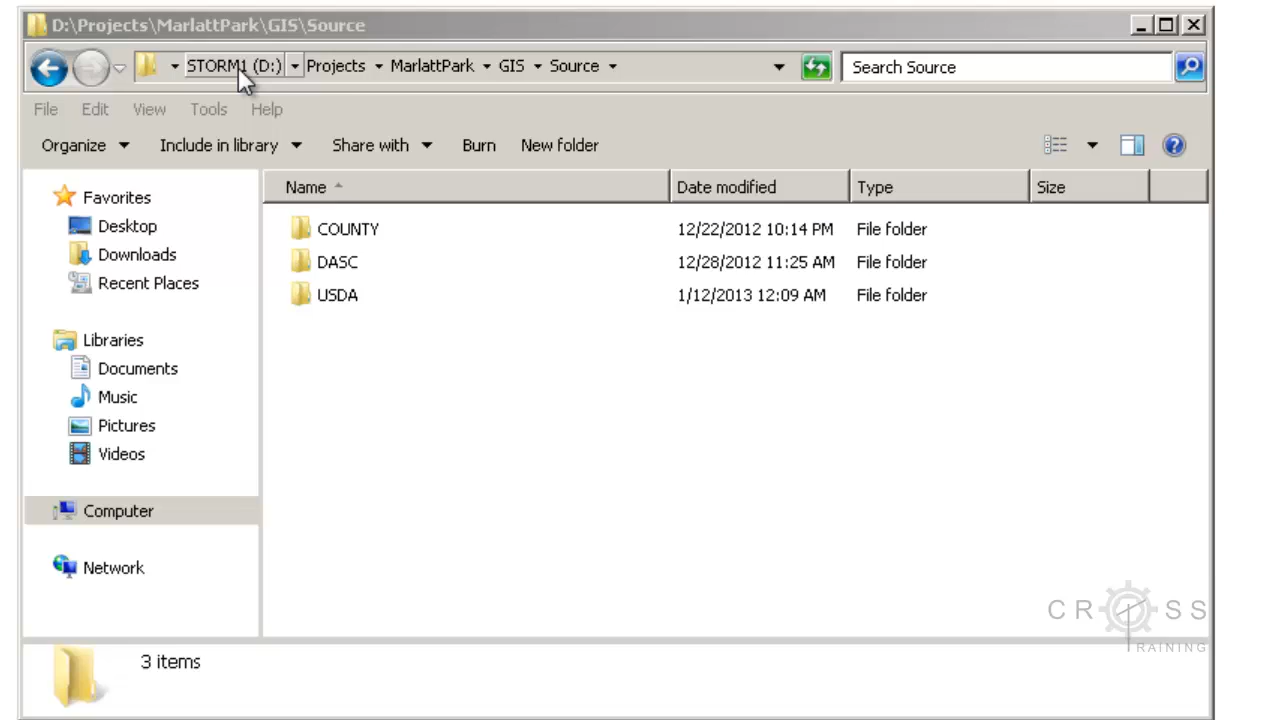 D:\Projects\MarlattPark\GIS\Source
STORM1 (D:) Projects MarlattPark GIS Source Search Source
File Edit View Tools Help
Organize Include in library Share with Burn New folder
Name Date modified Type Size
Favorites
Desktop
Downloads
Recent Places
Libraries
Documents
Music
Pictures
Videos
Computer
Network
COUNTY 12/22/2012 10:14 PM File folder
DASC 12/28/2012 11:25 AM File folder
USDA 1/12/2013 12:09 AM File folder
3 items
CROSS
TRAINING